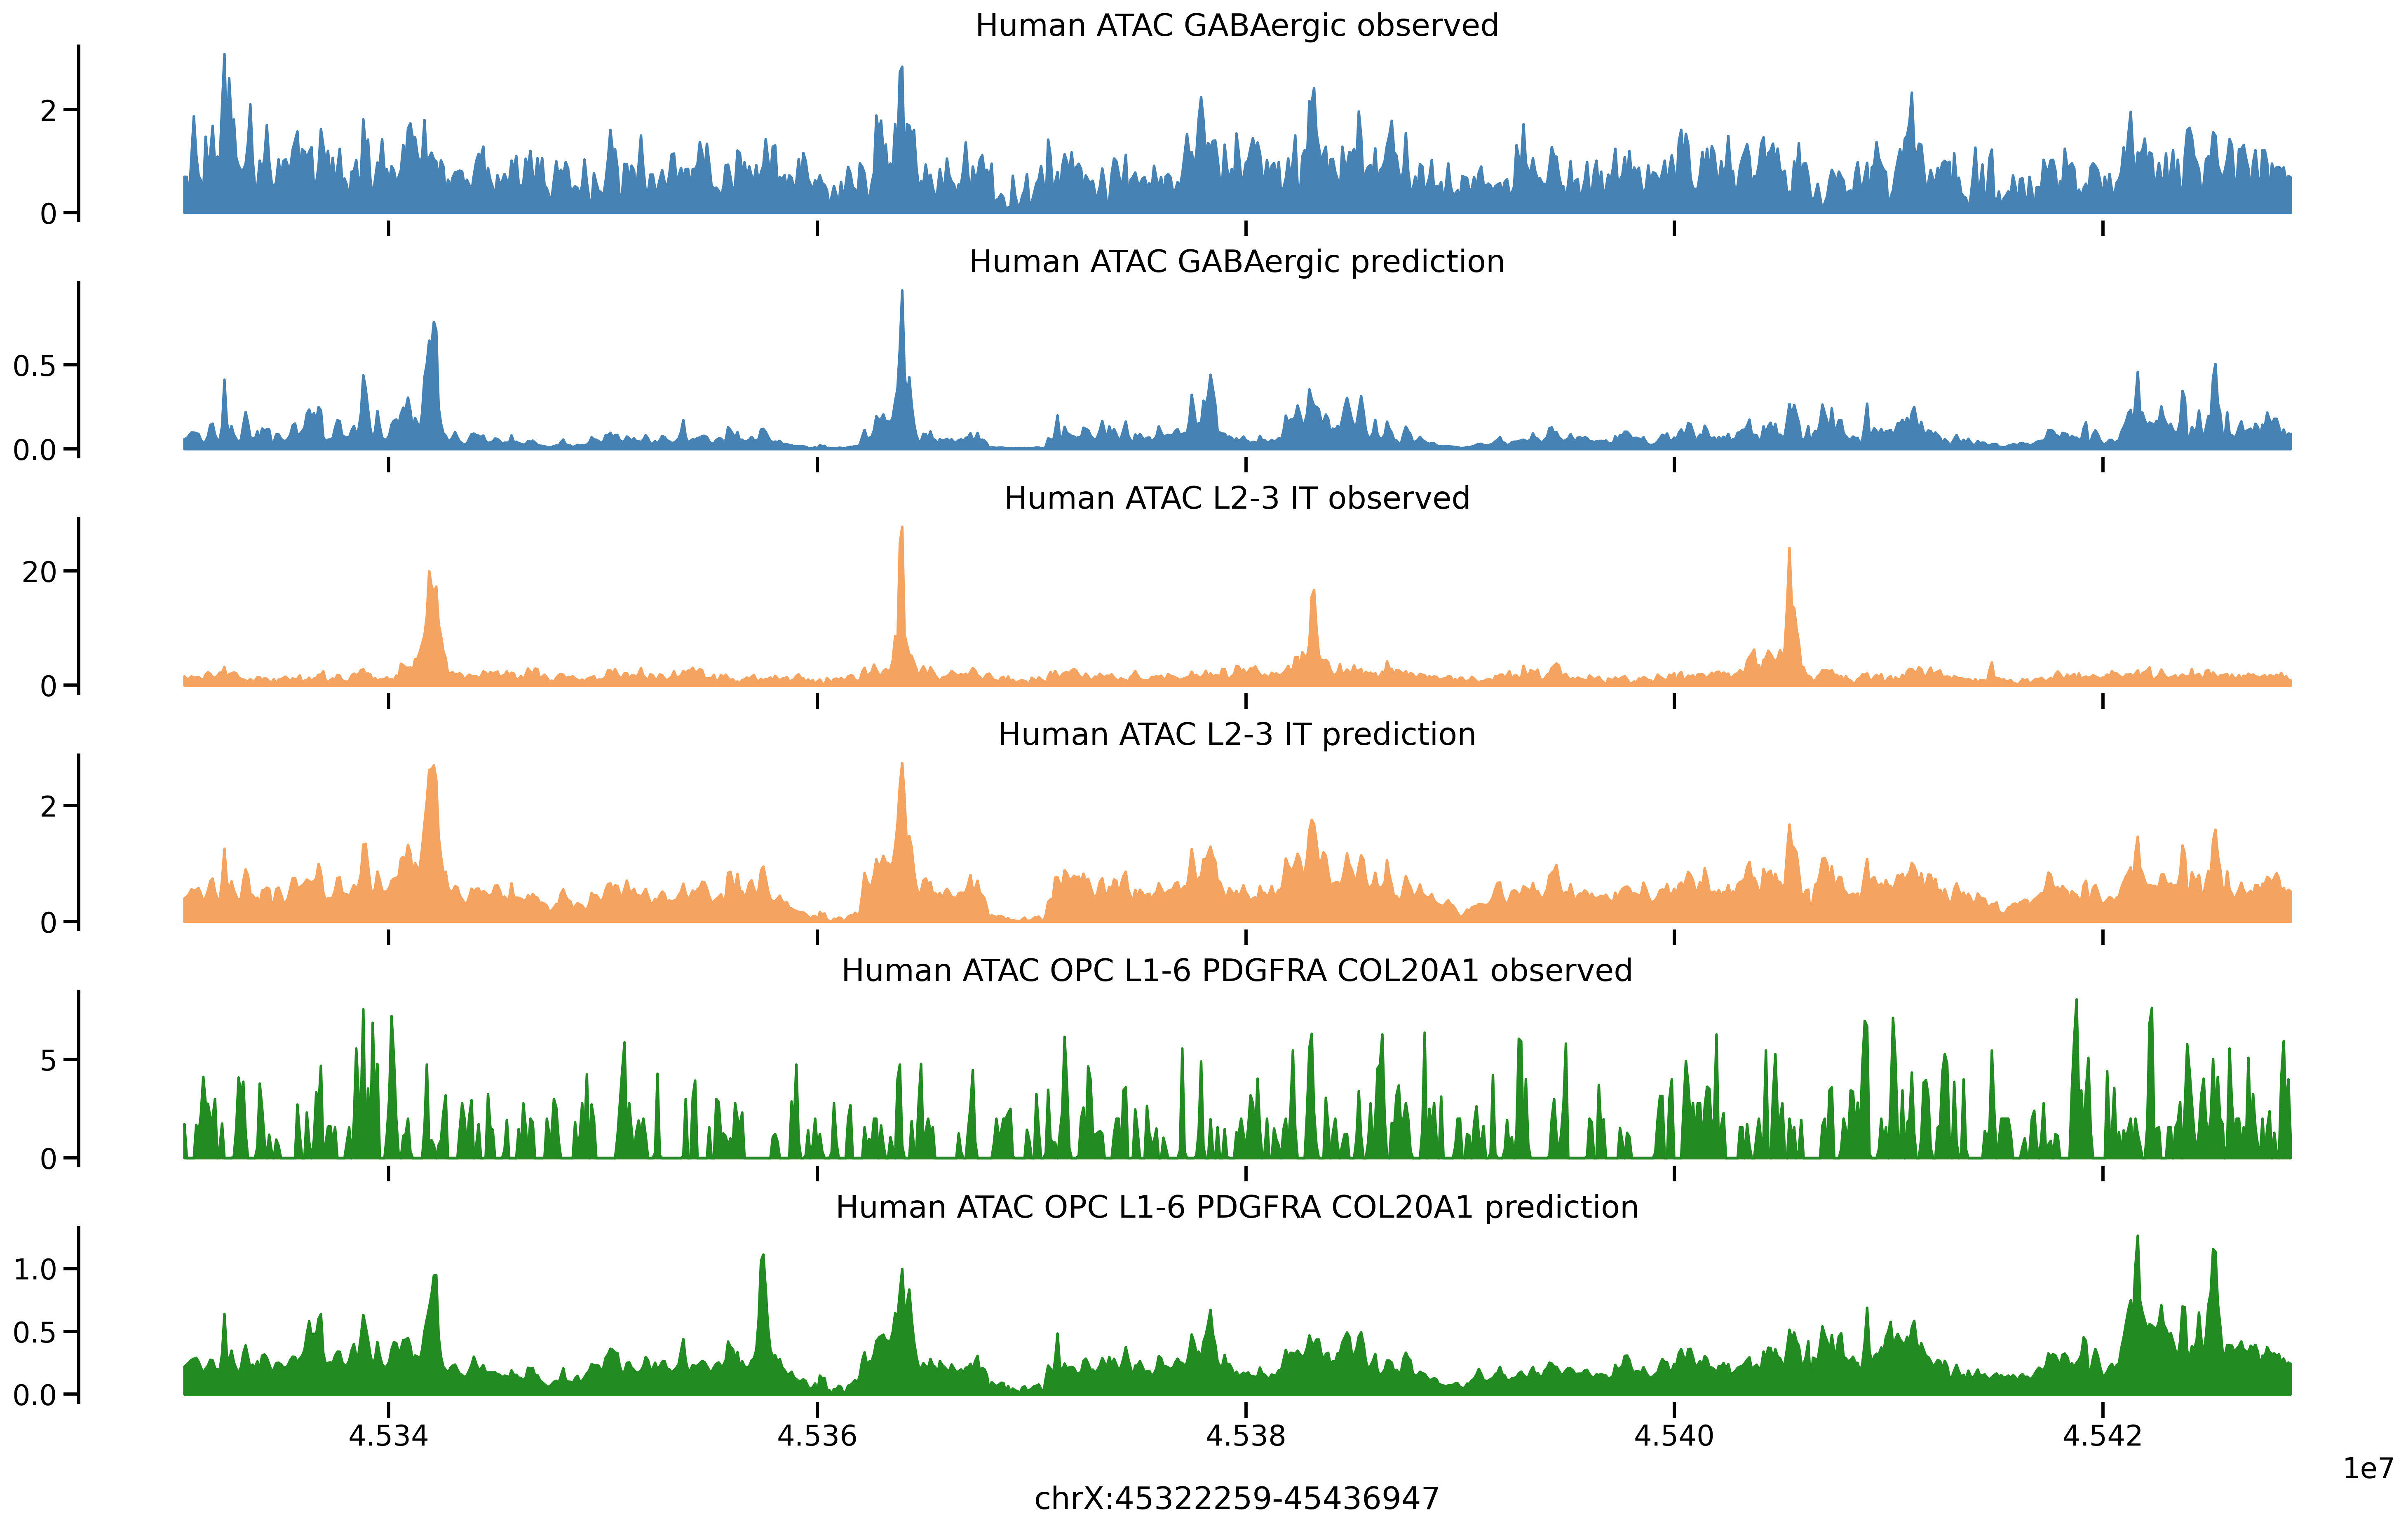 Human ATAC GABAergic observed
2
0
Human ATAC GABAergic prediction
0.5
0.0
Human ATAC L2-3 IT observed
20
0
Human ATAC L2-3 IT prediction
2
0
Human ATAC OPC L1-6 PDGFRA COL20A1 observed
5
0
Human ATAC OPC L1-6 PDGFRA COL20A1 prediction
1.0
0.5
0.0
4.534 4.536 4.538 4.540 4.542
1e7
chrX:45322259-45436947